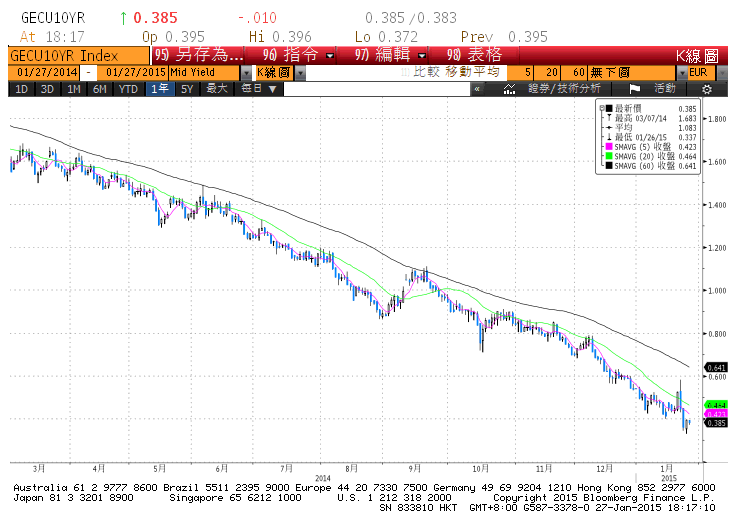 GECU10YR ↑ 0.385 -.010 0.385/0.383
At 18:17 Op 0.395 Hi 0.396 Lo 0.372 Prev 0.395
GECU10YR Index 95) 另存為... 96) 指令 97) 編輯 98) 表格 K線圖
01/27/2014 - 01/27/2015 Mid Yield K線圖 比較 移動平均 5 20 60 無下圖 EUR
1D 3D 1M 6M YTD 1年 5Y 最大 每日 ▼ « 證券/技術分析 活動
最新價 0.385
最高 03/07/14 1.683
平均 1.083
最低 01/26/15 0.337
SMAVG (5) 收盤 0.423
SMAVG (20) 收盤 0.464
SMAVG (60) 收盤 0.641
1.800
1.600
1.400
1.200
1.000
0.800
0.641
0.600
0.464
0.423
0.385
3月 4月 5月 6月 7月 8月 9月 10月 11月 12月 1月
2014 2015
Australia 61 2 9777 8600 Brazil 5511 2395 9000 Europe 44 20 7330 7500 Germany 49 69 9204 1210 Hong Kong 852 2977 6000
Japan 81 3 3201 8900 Singapore 65 6212 1000 U.S. 1 212 318 2000 Copyright 2015 Bloomberg Finance L.P.
SN 833810 HKT GMT+8:00 G587-3378-0 27-Jan-2015 18:17:10